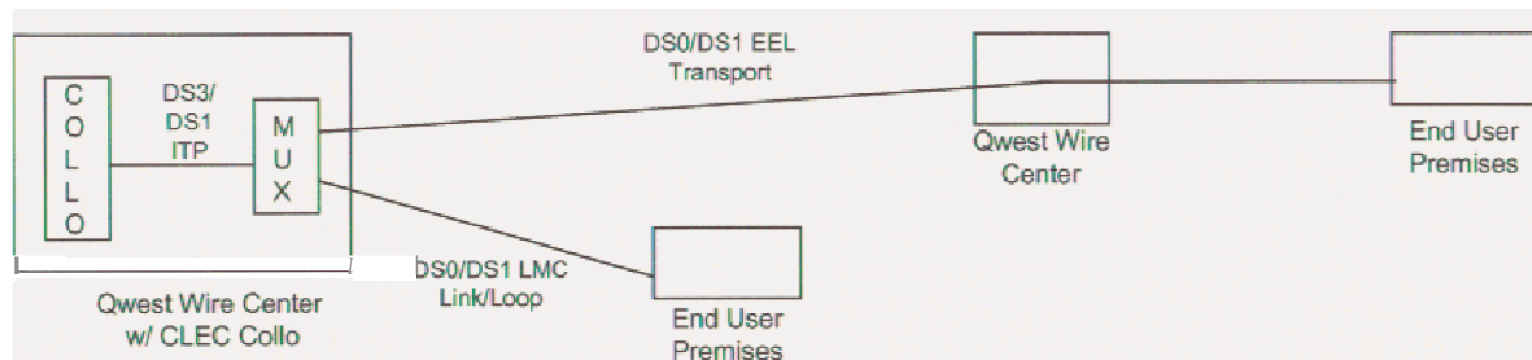 DS0/DS1 EEL
Transport
C
O
L
L
O
DS3/
DS1
ITP
M
U
X
Qwest Wire
Center
End User
Premises
DS0/DS1 LMC
Link/Loop
Qwest Wire Center
w/ CLEC Collo
End User
Premises